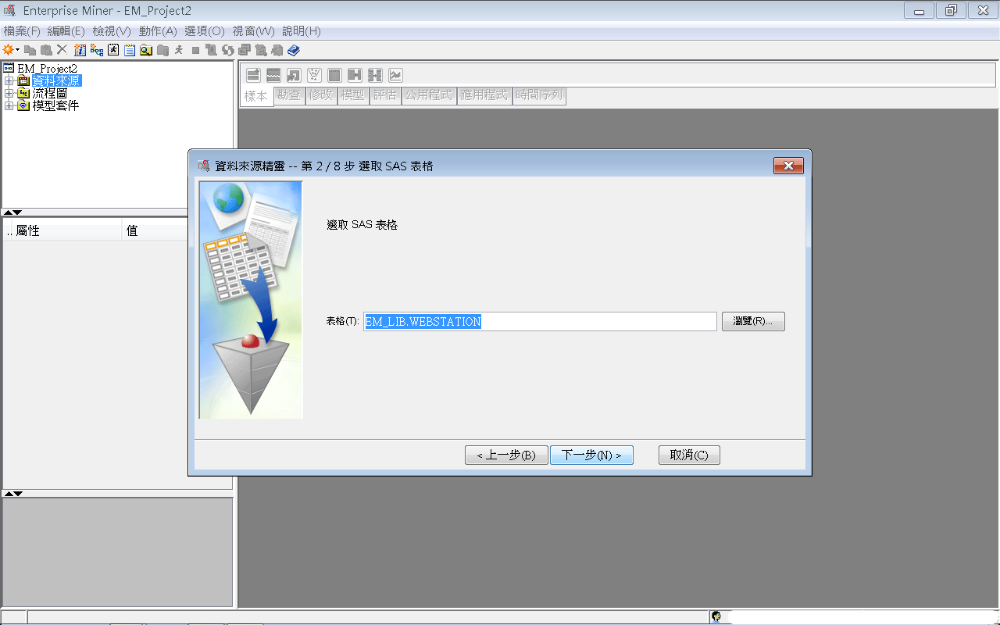 Enterprise Miner - EM_Project2
檔案(F) 編輯(E) 檢視(V) 動作(A) 選項(O) 視窗(W) 說明(H)
EM_Project2
資料來源
流程圖
模型套件
樣本 勘查 修改 模型 評估 公用程式 應用程式 時間序列
.. 屬性 值
資料來源精靈 -- 第 2 / 8 步 選取 SAS 表格
選取 SAS 表格
表格(T): EM_LIB.WEBSTATION 瀏覽(R)...
< 上一步(B) 下一步(N) > 取消(C)